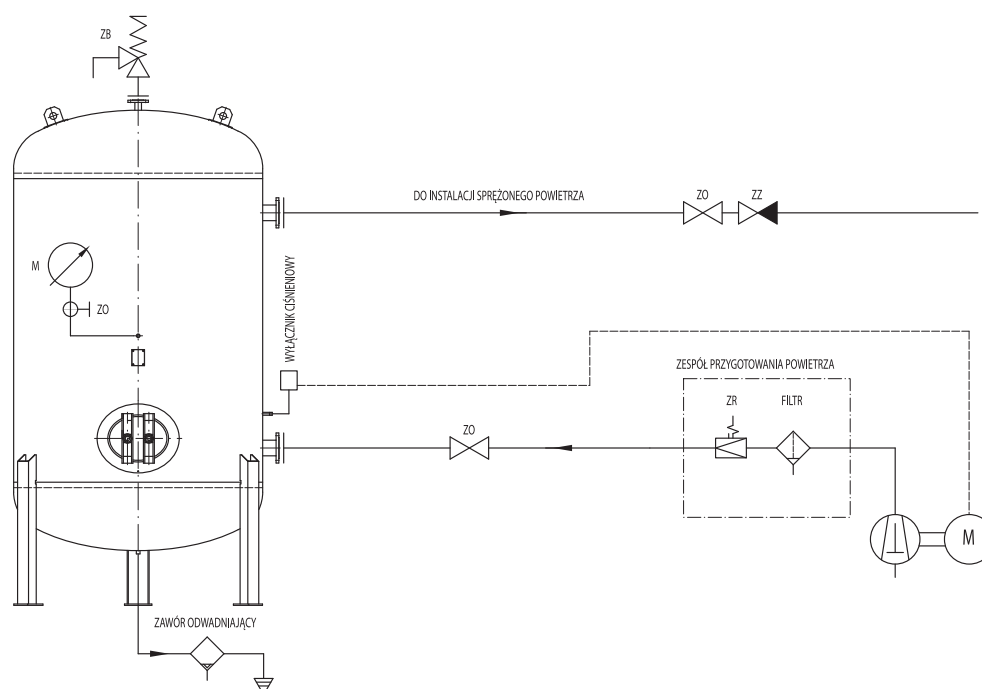 ZB
DO INSTALACJI SPRĘŻONEGO POWIETRZA
ZO
ZZ
M
ZO
WYŁĄCZNIK CIŚNIENIOWY
ZESPÓŁ PRZYGOTOWANIA POWIETRZA
ZR
FILTR
ZO
M
ZAWÓR ODWADNIAJĄCY